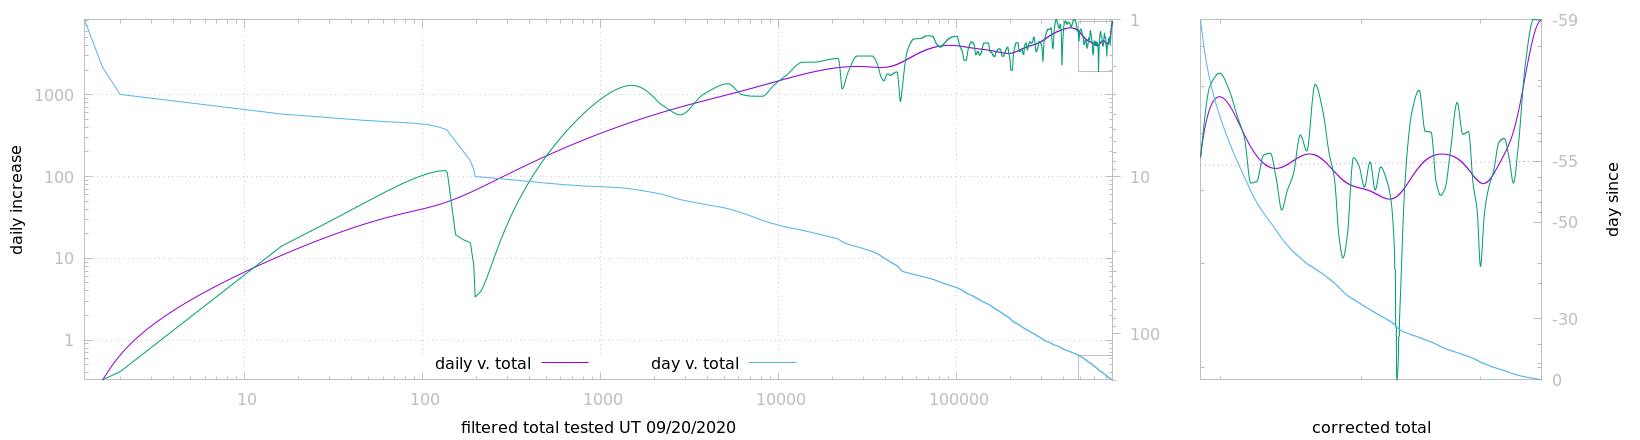 daily increase
1000
100
10
1
daily v. total
day v. total
10
100
1000
10000
100000
filtered total tested UT 09/20/2020
1
10
100
-59
-55
-50
-30
0
day since
corrected total